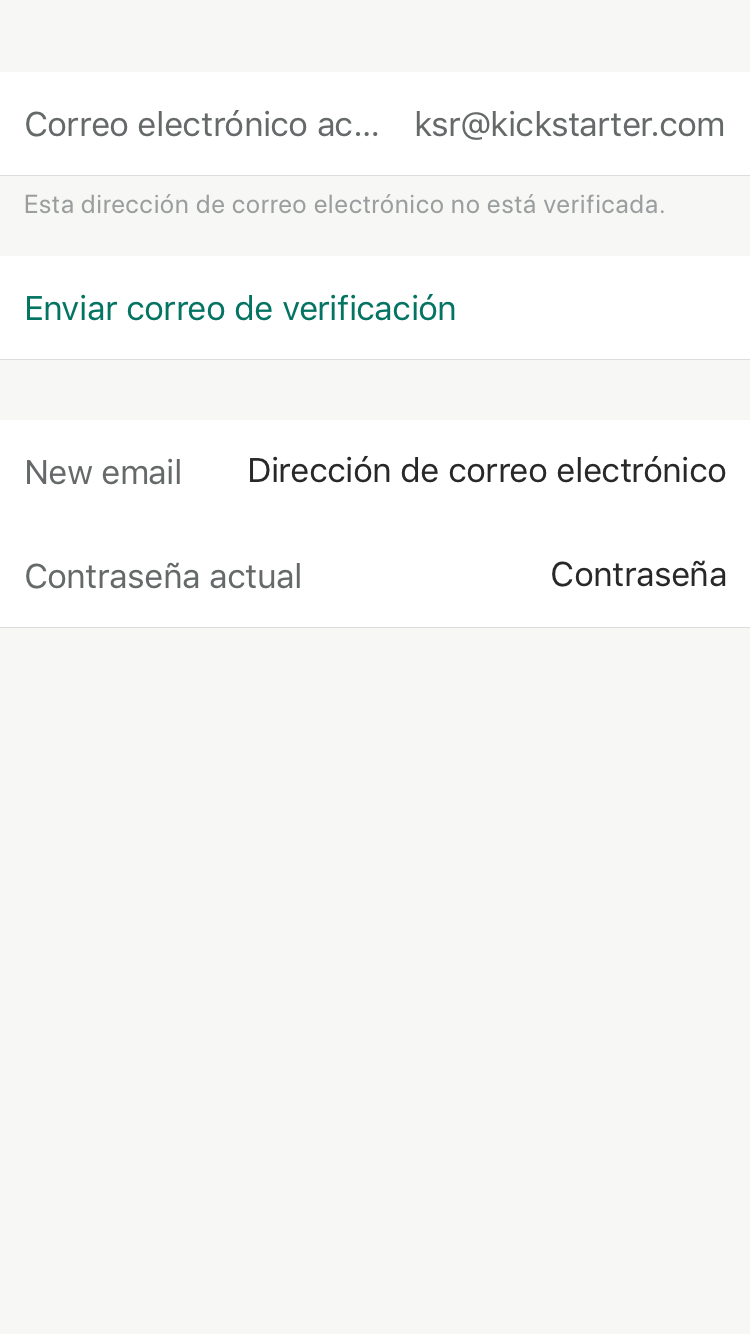 Correo electrónico ac... ksr@kickstarter.com
Esta dirección de correo electrónico no está verificada.
Enviar correo de verificación
New email Dirección de correo electrónico
Contraseña actual Contraseña